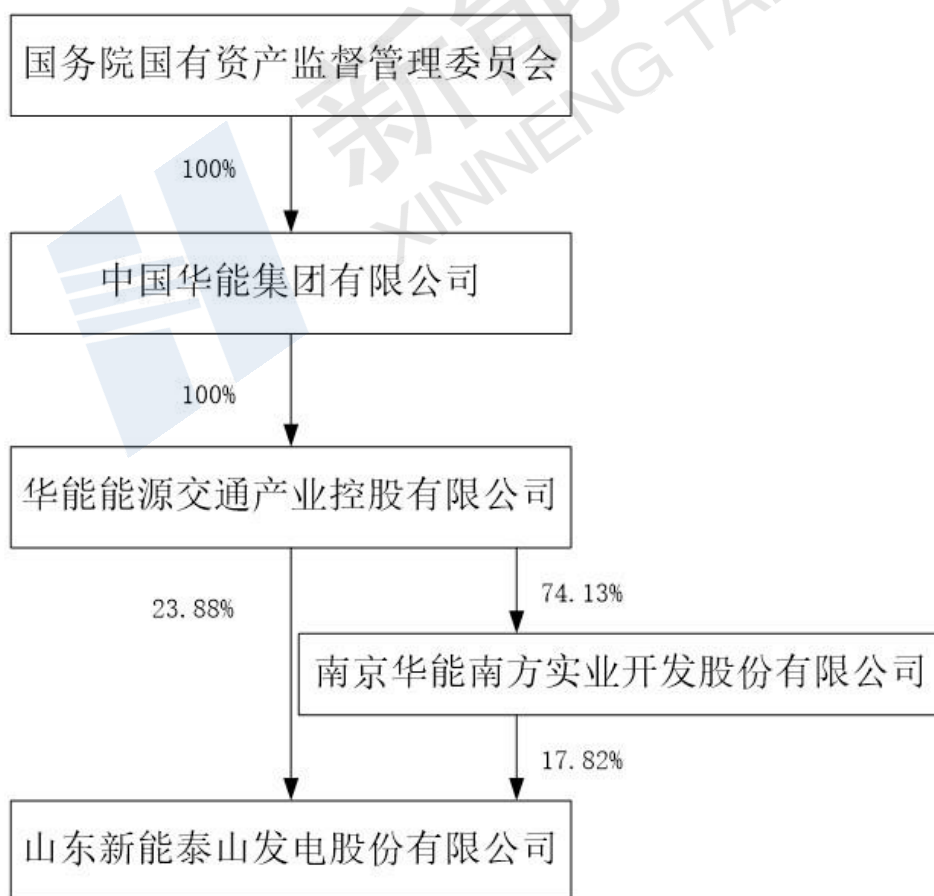 国务院国有资产监督管理委员会
100%
中国华能集团有限公司
100%
华能能源交通产业控股有限公司
23.88%
74.13%
南京华能南方实业开发股份有限公司
17.82%
山东新能泰山发电股份有限公司
新能
XINNENG TAI